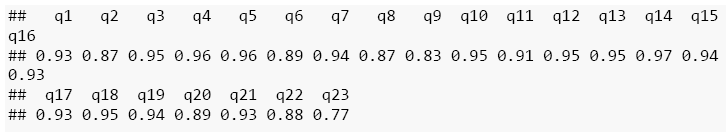 ##   q1   q2   q3   q4   q5   q6   q7   q8   q9  q10  q11  q12  q13  q14  q15
q16
## 0.93 0.87 0.95 0.96 0.96 0.89 0.94 0.87 0.83 0.95 0.91 0.95 0.95 0.97 0.94
0.93
##  q17  q18  q19  q20  q21  q22  q23
## 0.93 0.95 0.94 0.89 0.93 0.88 0.77